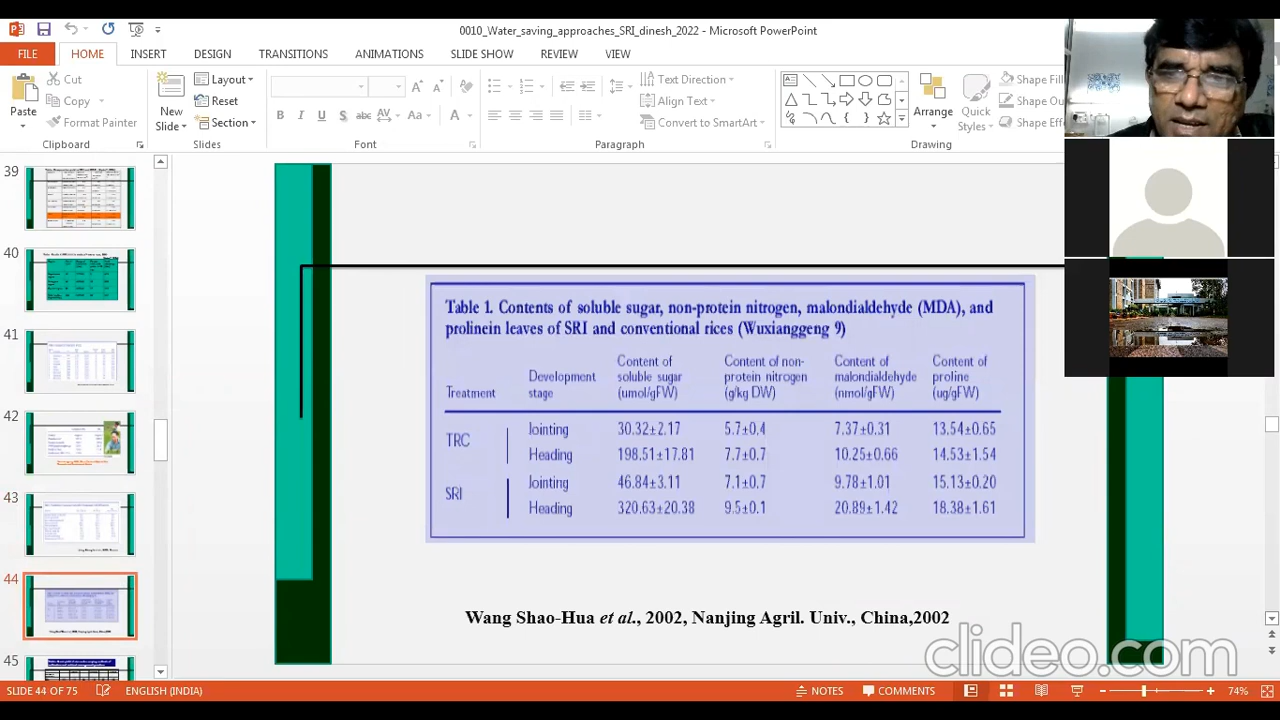 0010_Water_saving_approaches_SRI_dinesh_2022 - Microsoft PowerPoint
FILE HOME INSERT DESIGN TRANSITIONS ANIMATIONS SLIDE SHOW REVIEW VIEW
Paste
Cut
Copy
Format Painter
Clipboard
New
Slide
Layout
Reset
Section
Slides
B I U S abc AV Aa A
Font
Text Direction
Align Text
Convert to SmartArt
Paragraph
Arrange
Quick
Styles
Shape Fill
Shape Ou
Shape Effe
Drawing
39
40
41
42
43
44
45
Table 1. Contents of soluble sugar, non-protein nitrogen, malondialdehyde (MDA), and
prolinein leaves of SRI and conventional rices (Wuxianggeng 9)
Treatment Development stage Content of soluble sugar (umol/gFW) Content of non-protein nitrogen (g/kg DW) Content of malondialdehyde (nmol/gFW) Content of proline (ug/gFW)
TRC Jointing 30.32±2.17 5.7±0.4 7.37±0.31 13.54±0.65
Heading 198.51±17.81 7.7±0.7 10.25±0.66 14.53±1.54
SRI Jointing 46.84±3.11 7.1±0.7 9.78±1.01 15.13±0.20
Heading 320.63±20.38 9.5±0.1 20.89±1.42 18.38±1.61
Wang Shao-Hua et al., 2002, Nanjing Agril. Univ., China,2002
clideo.com
SLIDE 44 OF 75 ENGLISH (INDIA) NOTES COMMENTS 74%